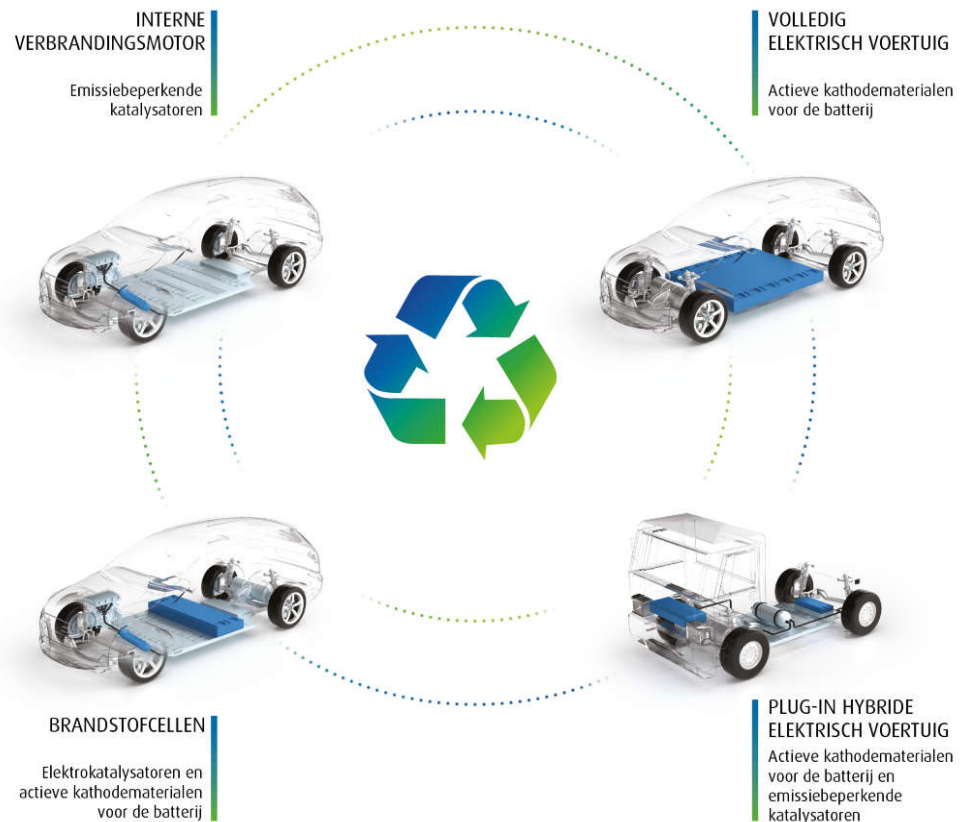 INTERNE
VERBRANDINGSMOTOR
Emissiebeperkende
katalysatoren
VOLLEDIG
ELEKTRISCH VOERTUIG
Actieve kathodematerialen
voor de batterij
BRANDSTOFCELLEN
Elektrokatalysatoren en
actieve kathodematerialen
voor de batterij
PLUG-IN HYBRIDE
ELEKTRISCH VOERTUIG
Actieve kathodematerialen
voor de batterij en
emissiebeperkende
katalysatoren